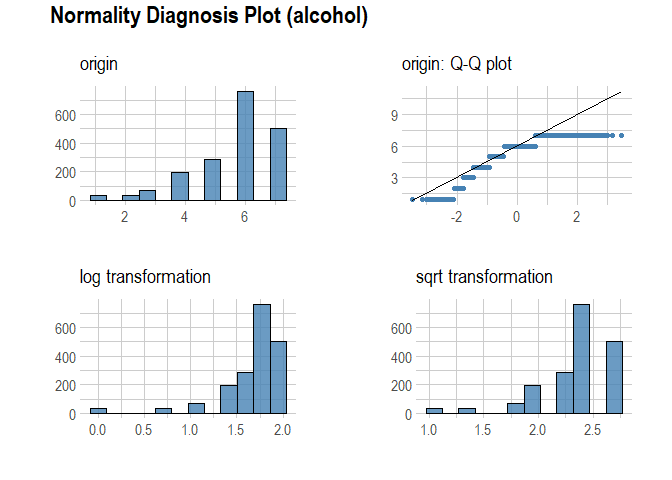 Normality Diagnosis Plot (alcohol)
origin
600
400
200
0
2 4 6
origin: Q-Q plot
9
6
3
-2 0 2
log transformation
600
400
200
0
0.0 0.5 1.0 1.5 2.0
sqrt transformation
600
400
200
0
1.0 1.5 2.0 2.5